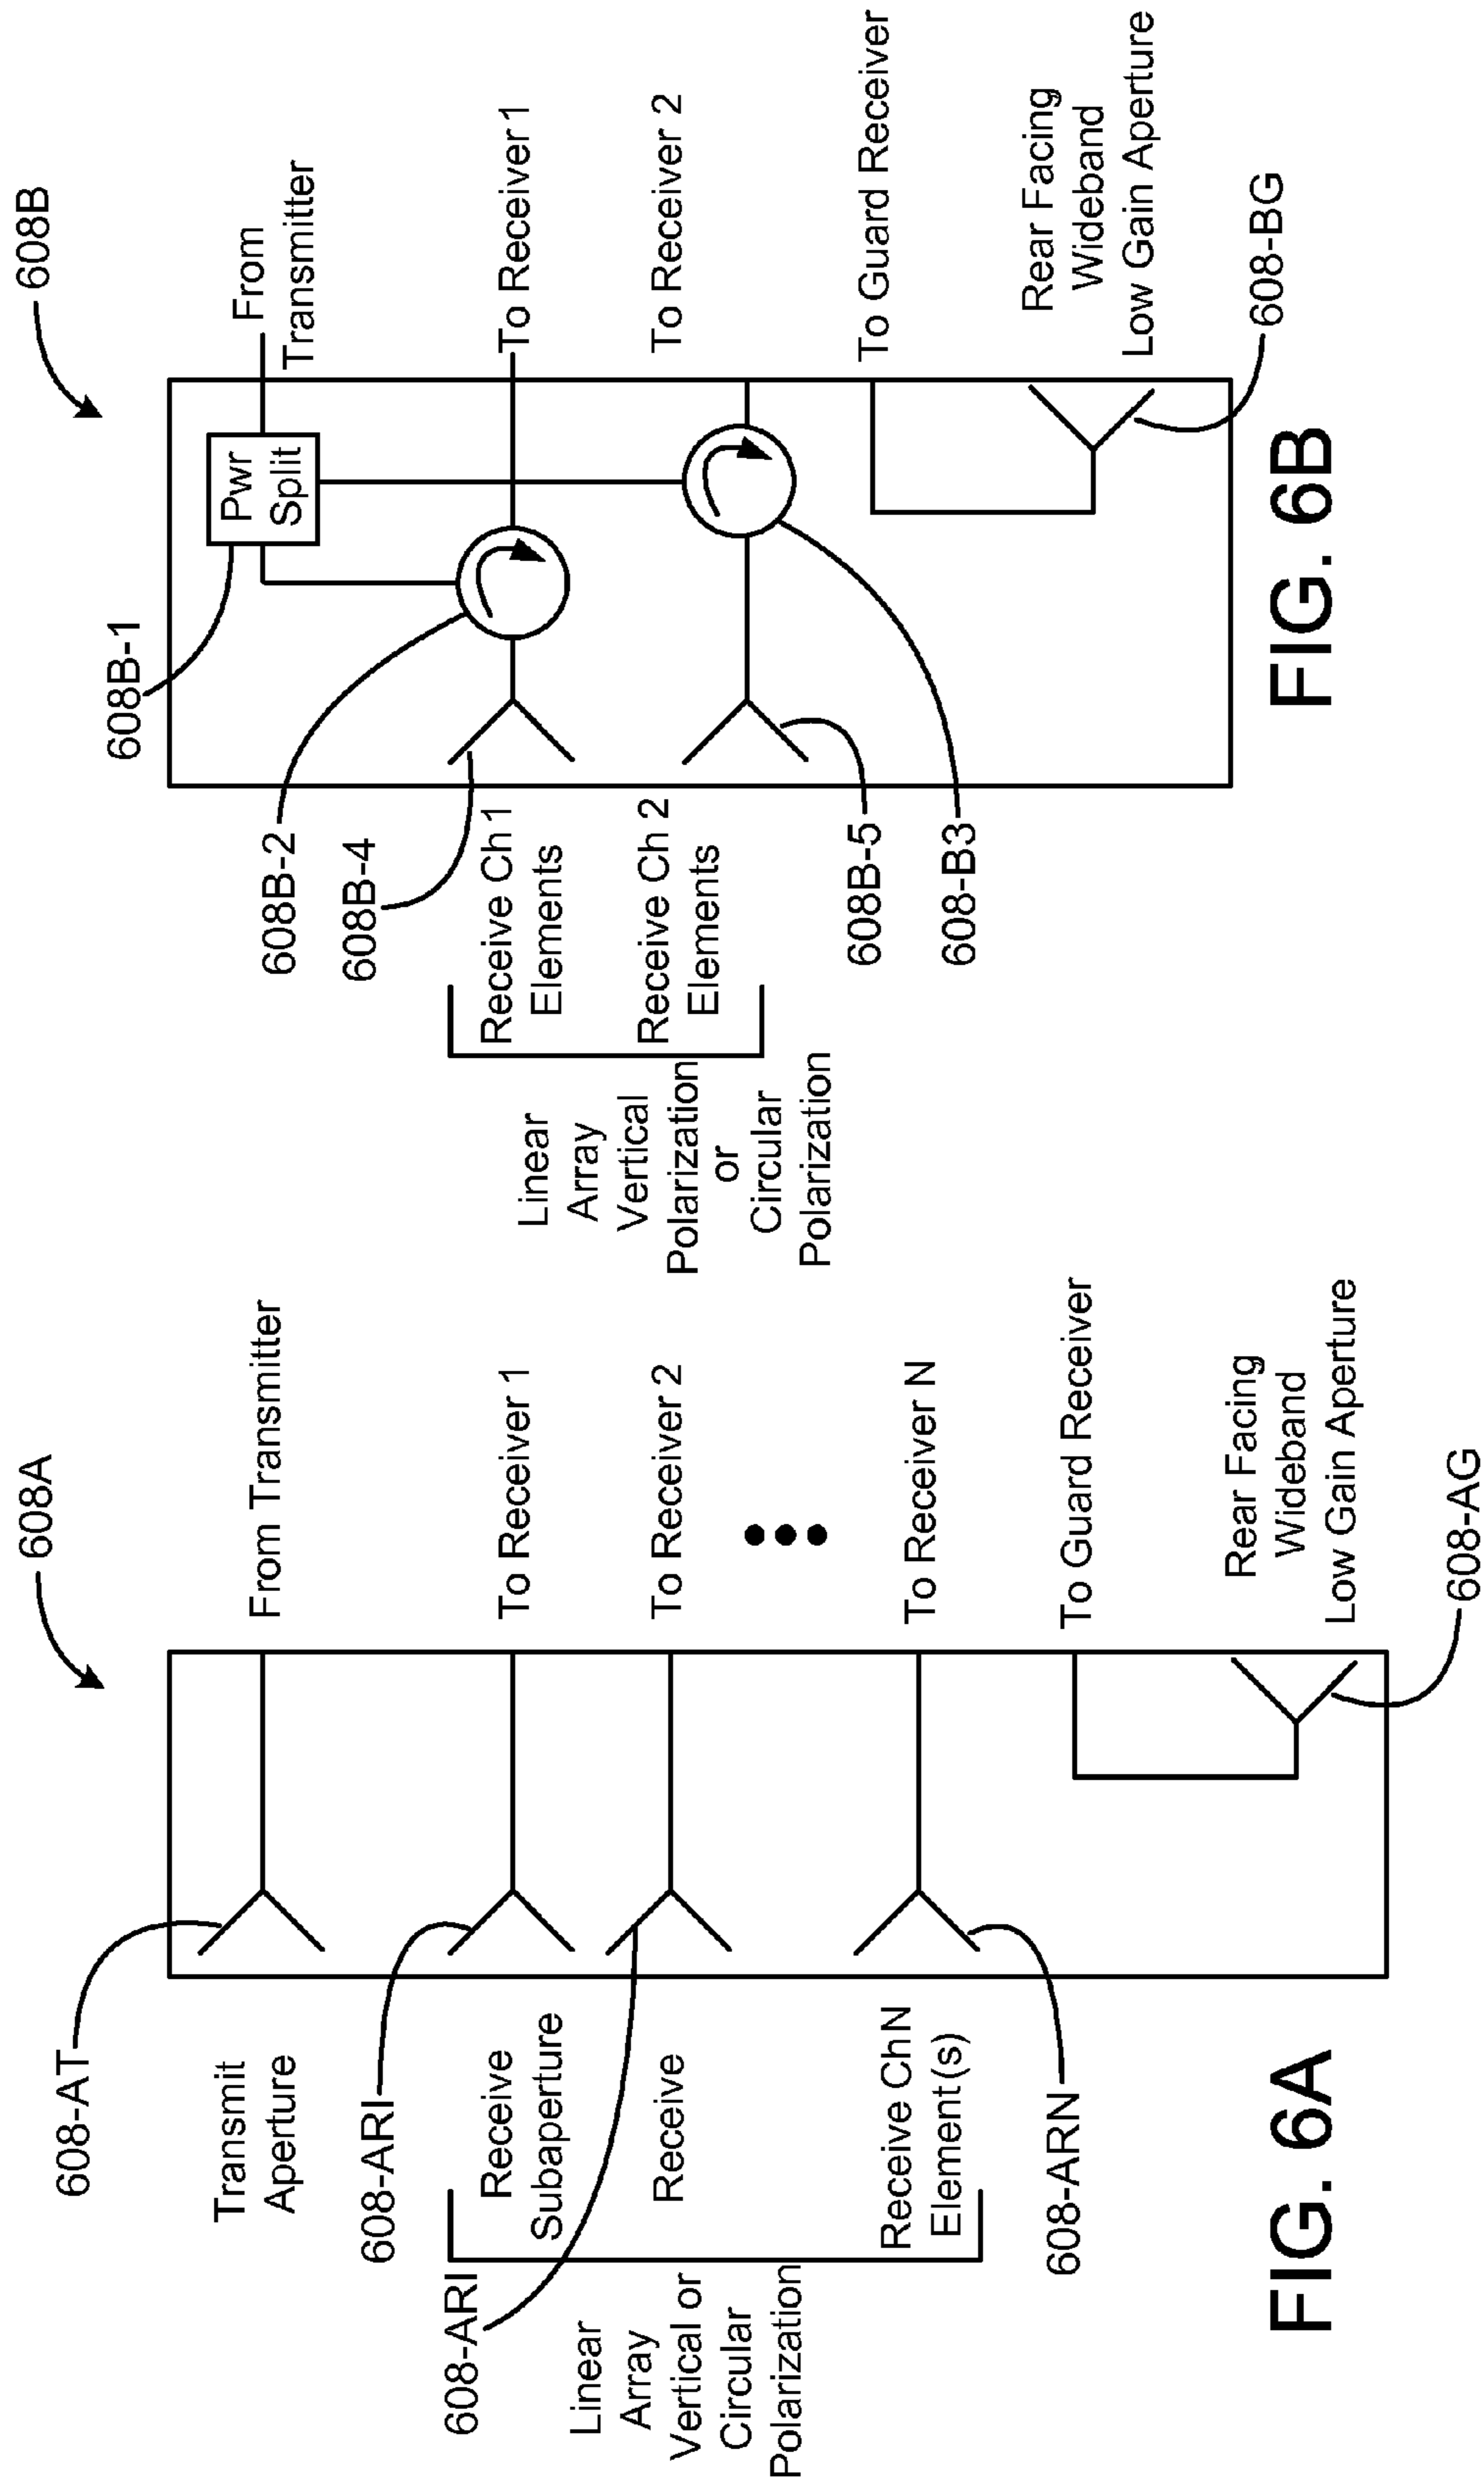 608A
608-AT
Transmit
Aperture
From Transmitter
608-ARI
Receive
Subaperture
To Receiver 1
608-ARI
Receive
To Receiver 2
Linear
Array
Vertical or
Circular
Polarization
Receive ChN
Element(s)
To Receiver N
608-ARN
To Guard Receiver
Rear Facing
Wideband
Low Gain Aperture
608-AG
FIG. 6A
608B
608B-1
Pwr
Split
From
Transmitter
608B-2
608B-4
Receive Ch1
Elements
To Receiver 1
Receive Ch 2
Elements
To Receiver 2
Linear
Array
Vertical
Polarization
or
Circular
Polarization
608B-5
608-B3
To Guard Receiver
Rear Facing
Wideband
Low Gain Aperture
608-BG
FIG. 6B